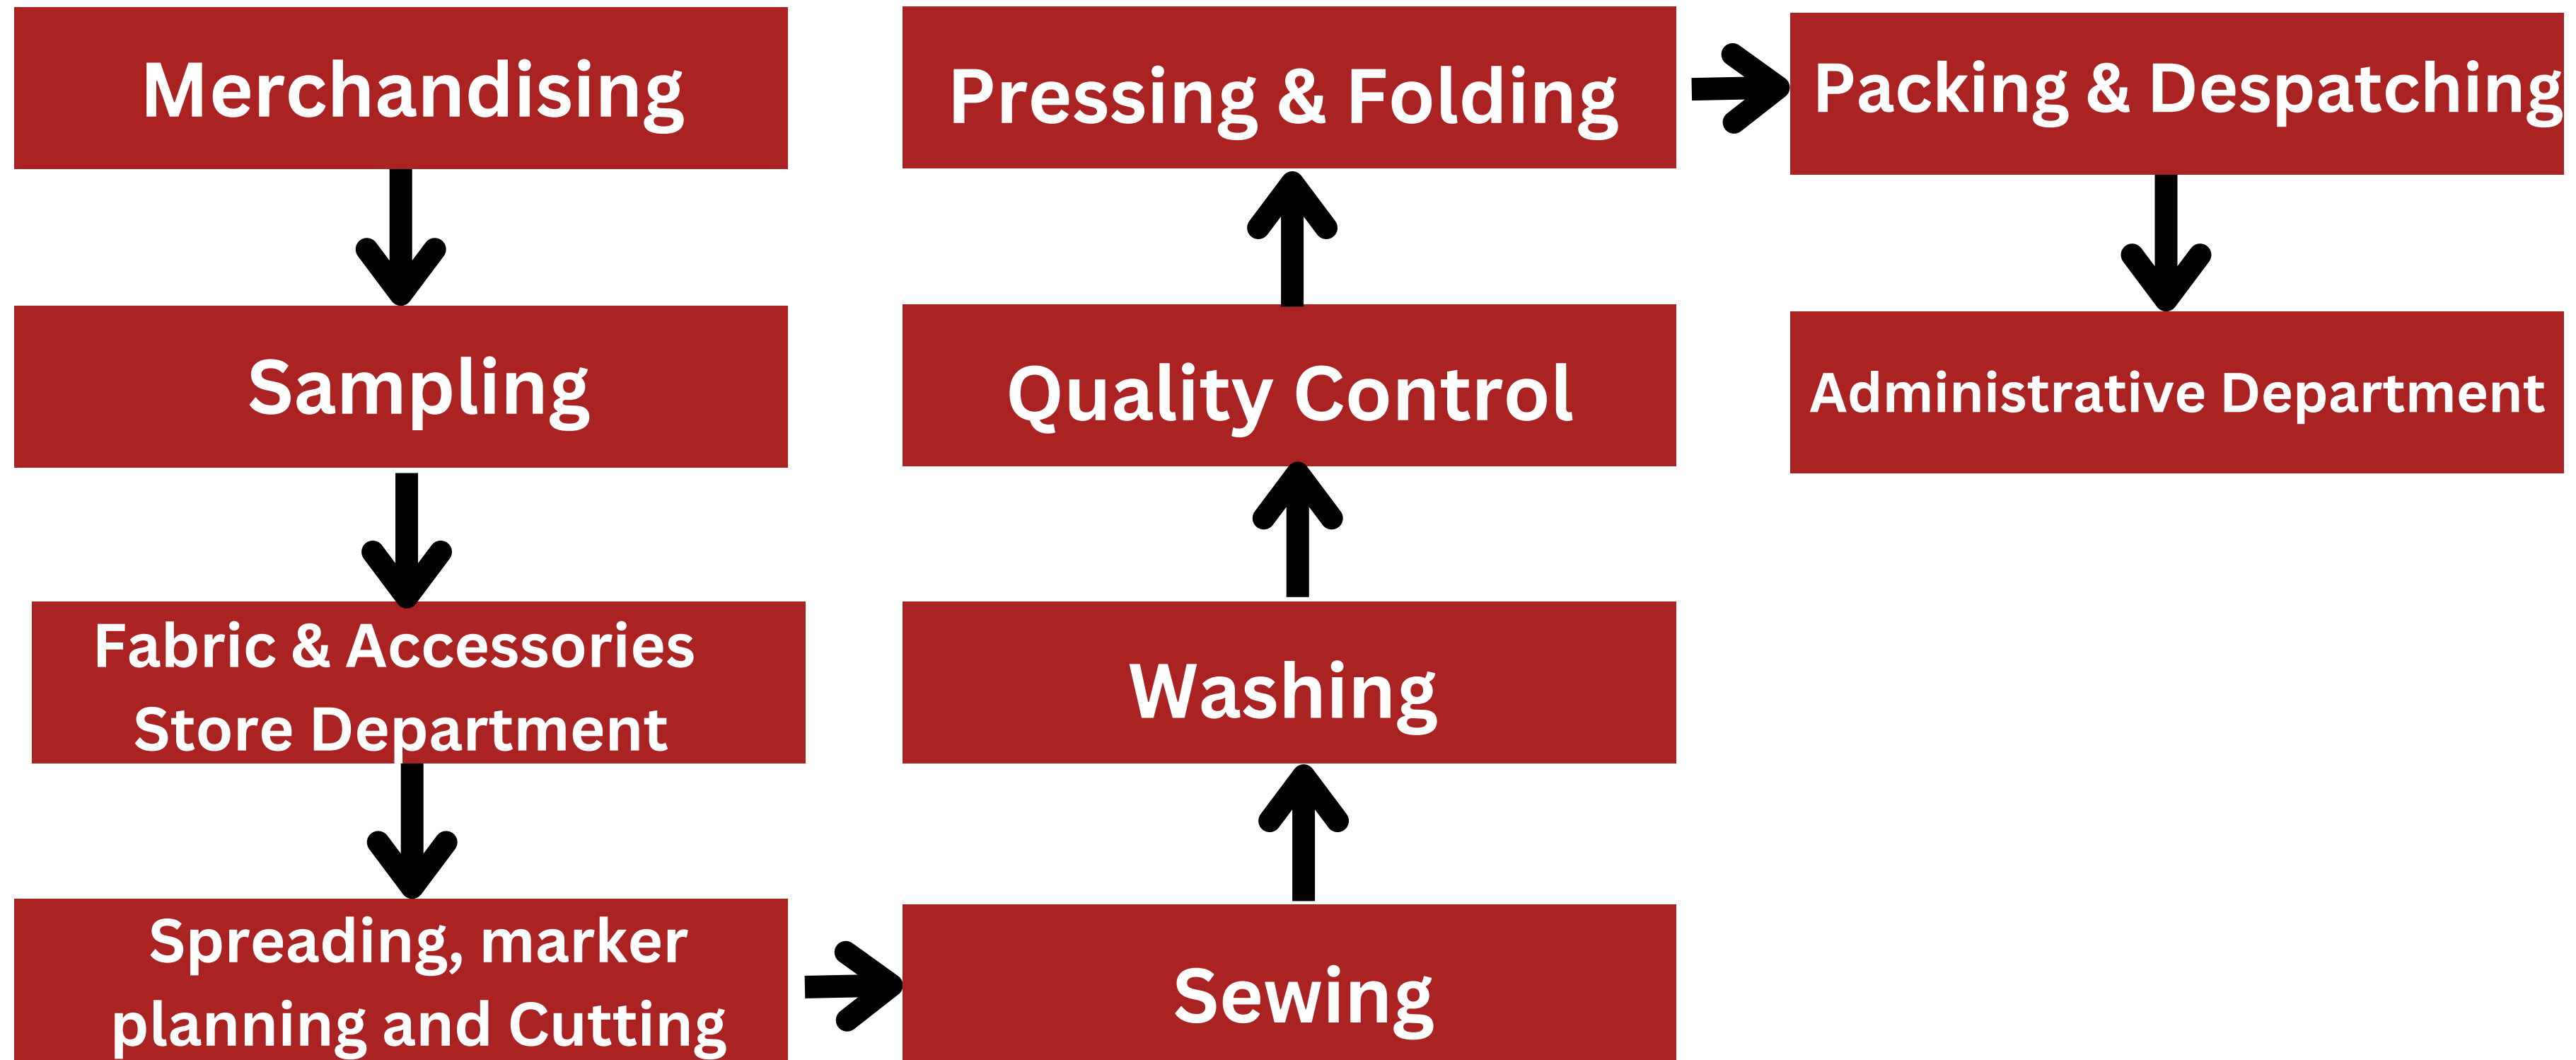 Merchandising
Sampling
Fabric & Accessories
Store Department
Spreading, marker
planning and Cutting
Sewing
Washing
Quality Control
Pressing & Folding
Packing & Despatching
Administrative Department